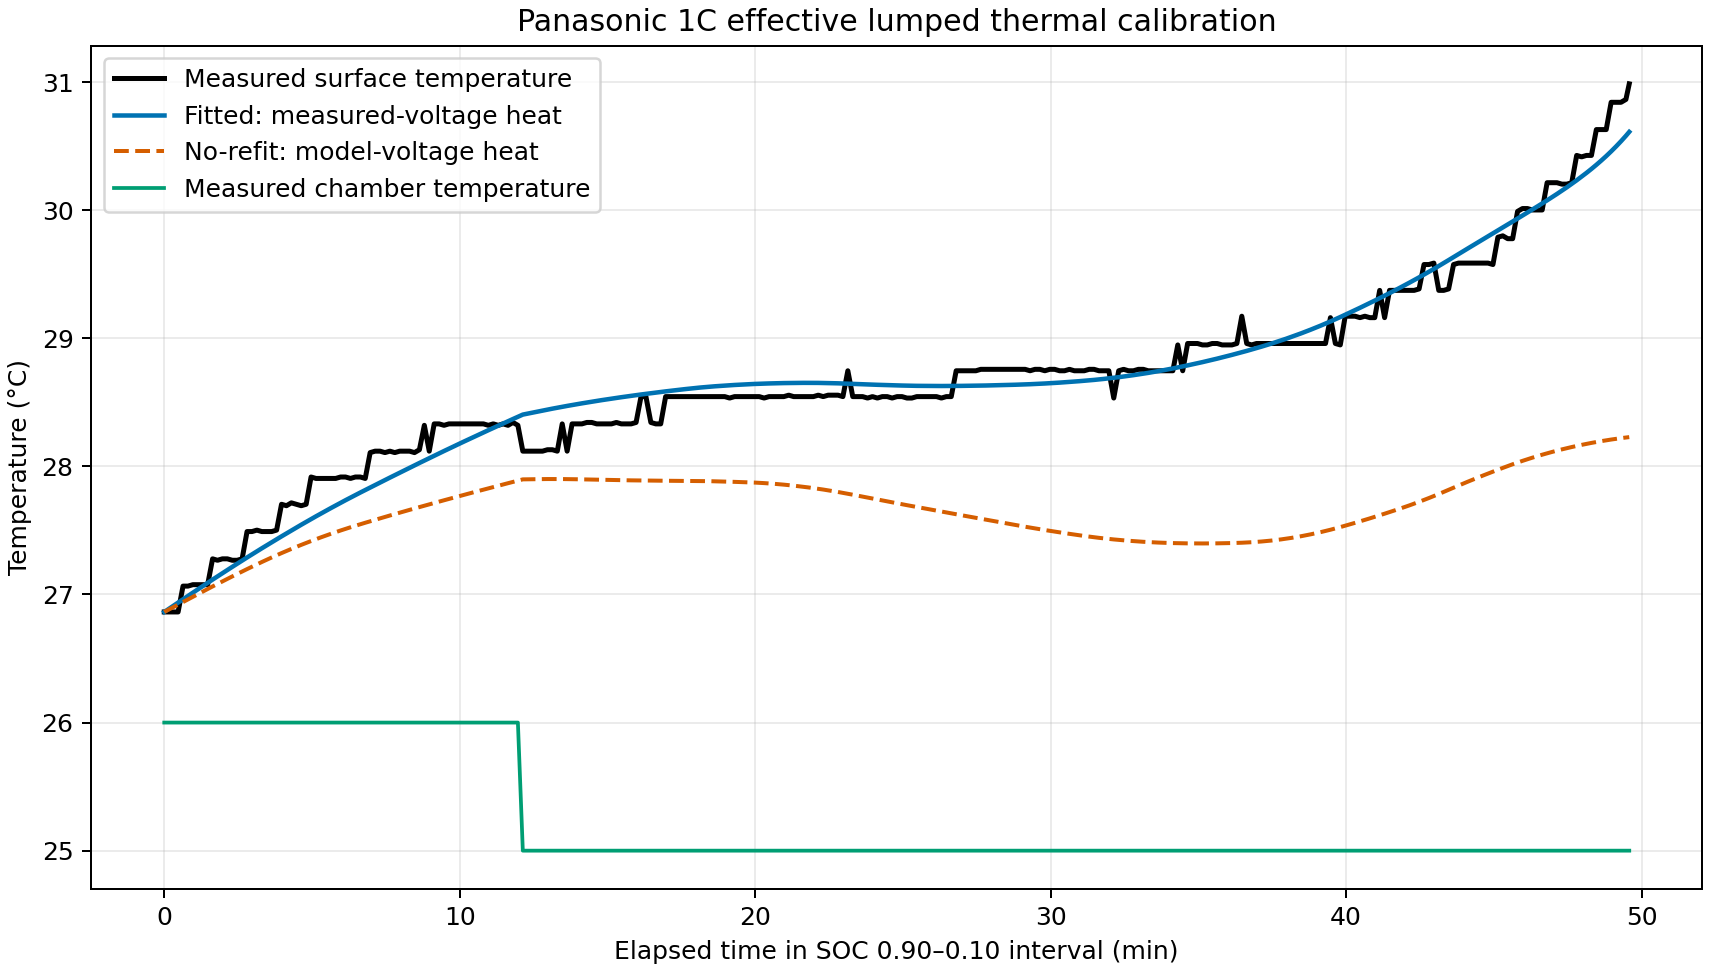 Panasonic 1C effective lumped thermal calibration
Measured surface temperature
Fitted: measured-voltage heat
No-refit: model-voltage heat
Measured chamber temperature
Temperature (°C)
31
30
29
28
27
26
25
0 10 20 30 40 50
Elapsed time in SOC 0.90–0.10 interval (min)